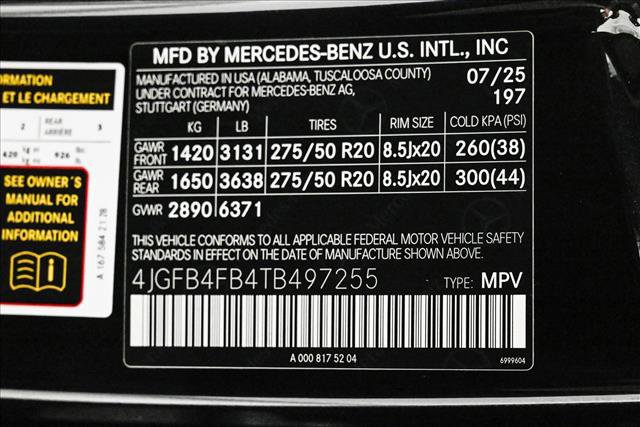 MFD BY MERCEDES-BENZ U.S. INTL., INC
MANUFACTURED IN USA (ALABAMA, TUSCALOOSA COUNTY) 07/25
UNDER CONTRACT FOR MERCEDES-BENZ AG, 197
STUTTGART (GERMANY)
KG LB TIRES RIM SIZE COLD KPA(PSI)
GAWR FRONT 1420 3131 275/50 R20 8.5Jx20 260(38)
GAWR REAR 1650 3638 275/50 R20 8.5Jx20 300(44)
GVWR 2890 6371
THIS VEHICLE CONFORMS TO ALL APPLICABLE FEDERAL MOTOR VEHICLE SAFETY
STANDARDS IN EFFECT ON THE DATE OF MANUFACTURE SHOWN ABOVE.
4JGFB4FB4TB497255 TYPE: MPV
A 000 817 52 04 6999604
ORMATION
ET LE CHARGEMENT
2 REAR 3
ARRIÈRE
420 kg 926 lb.
SEE OWNER´S
MANUAL FOR
ADDITIONAL
INFORMATION
A 167 584 21 28